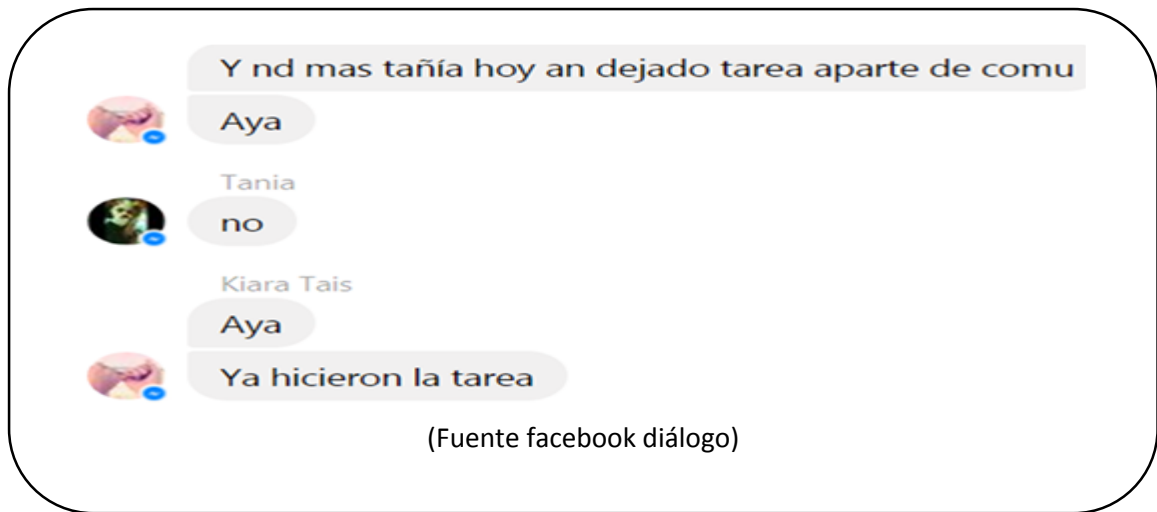 Y nd mas tañía hoy an dejado tarea aparte de comu
Aya
Tania
no
Kiara Tais
Aya
Ya hicieron la tarea
(Fuente facebook diálogo)